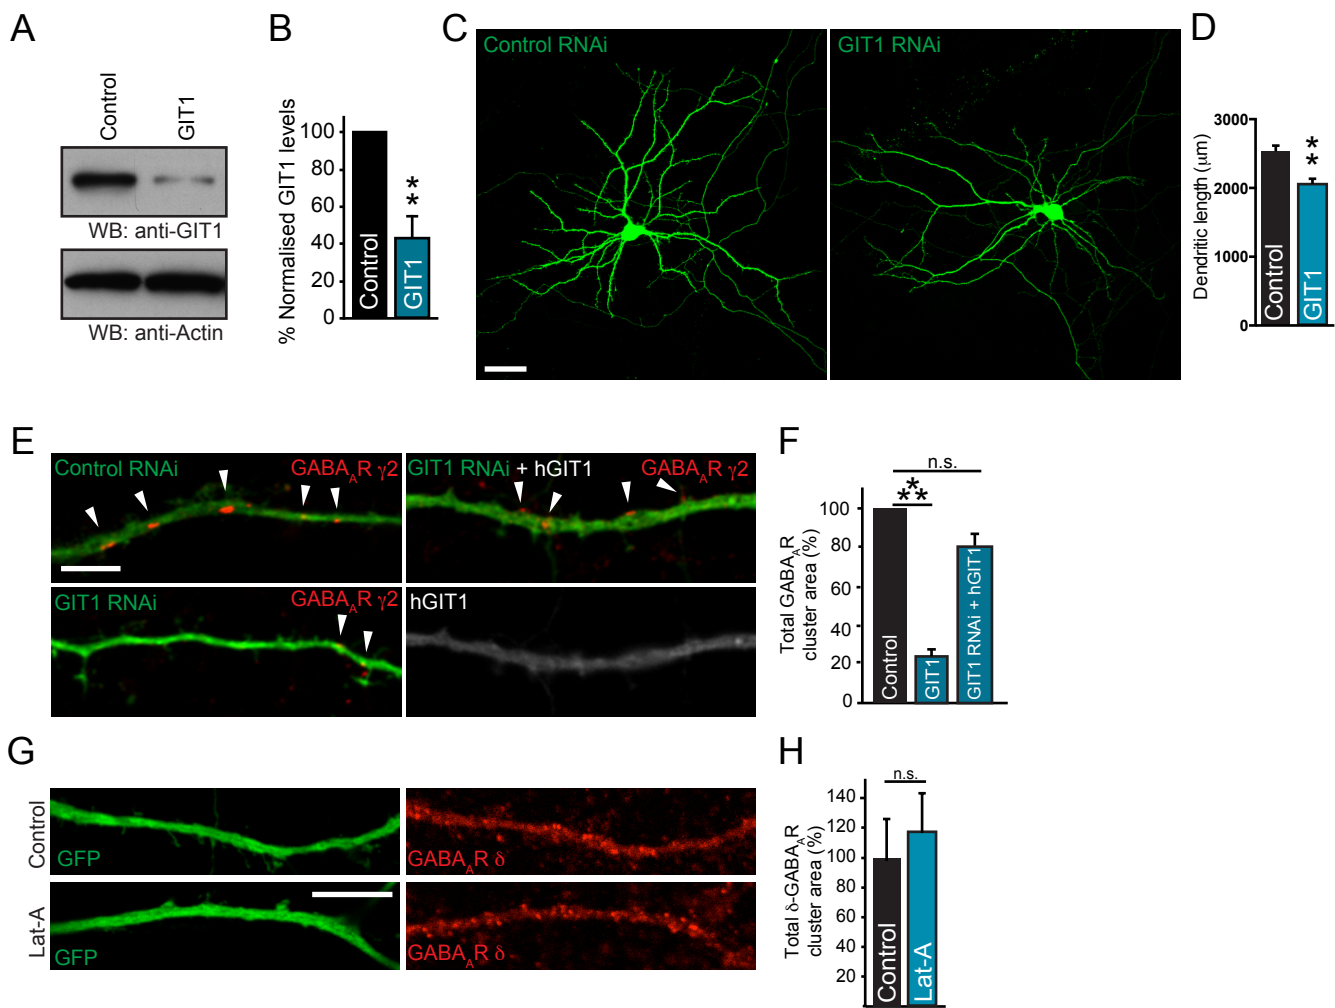 A
Control
GIT1
WB: anti-GIT1
WB: anti-Actin
B
% Normalised GIT1 levels
100
80
60
40
20
0
**
Control
GIT1
C
Control RNAi
GIT1 RNAi
D
Dendritic length (μm)
3000
2000
1000
0
**
Control
GIT1
E
Control RNAi
GABAAR γ2
GIT1 RNAi + hGIT1
GABAAR γ2
GIT1 RNAi
GABAAR γ2
hGIT1
F
Total GABAAR
cluster area (%)
100
80
60
40
20
0
n.s.
***
Control
GIT1
GIT1 RNAi + hGIT1
G
Control
GFP
GABAAR δ
Lat-A
GFP
GABAAR δ
H
Total δ-GABAAR
cluster area (%)
140
120
100
80
60
40
20
n.s.
Control
Lat-A